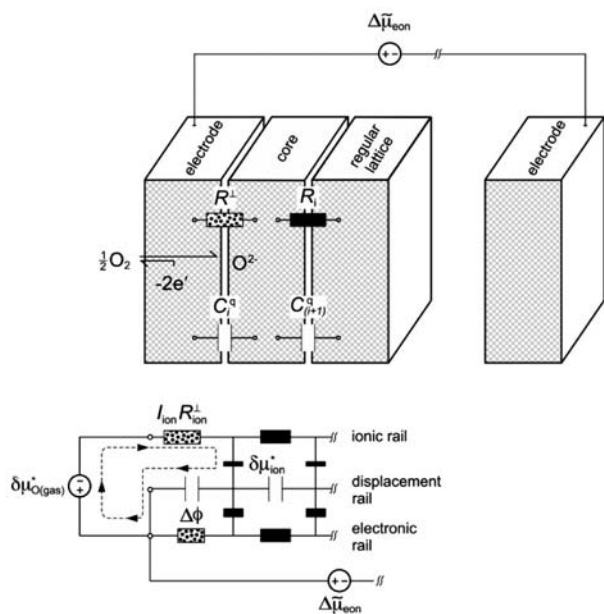 Δμ̃eon
+ -
electrode
core
regular
lattice
electrode
R⊥
Ri
½O₂
O²⁻
-2e′
Cᵢq
C(i+1)q
Iion R⊥ion
ionic rail
δμ*O(gas)
- +
δμ*ion
displacement
rail
Δϕ
electronic
rail
+ -
Δμ̃eon